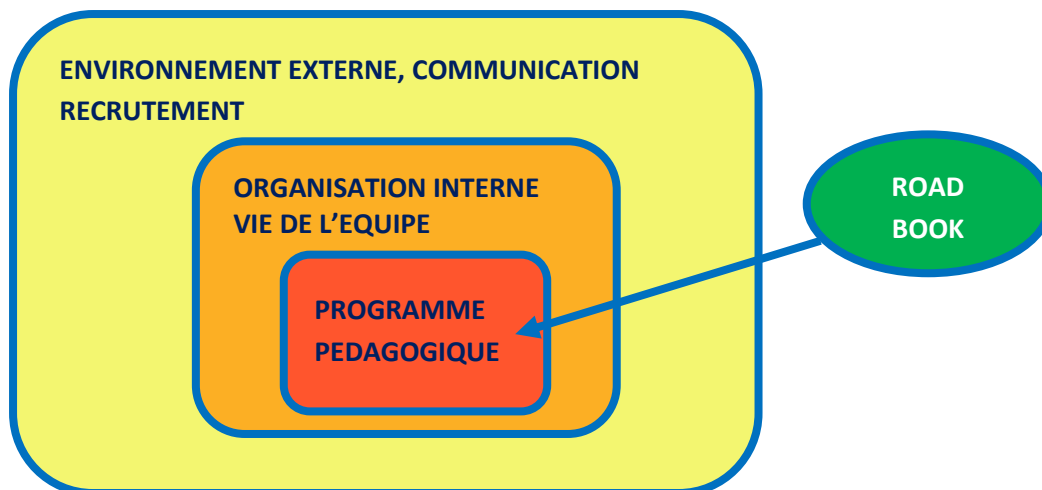 ENVIRONNEMENT EXTERNE, COMMUNICATION
RECRUTEMENT
ORGANISATION INTERNE
VIE DE L’EQUIPE
PROGRAMME
PEDAGOGIQUE
ROAD
BOOK